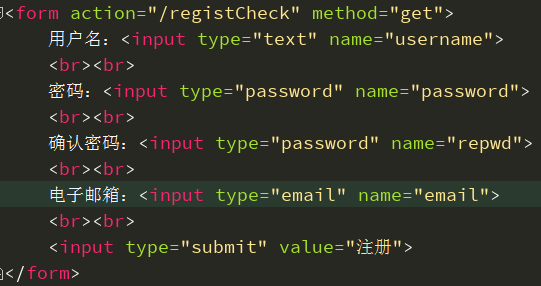 <form action="/registCheck" method="get">
用户名：<input type="text" name="username">
<br><br>
密码：<input type="password" name="password">
<br><br>
确认密码：<input type="password" name="repwd">
<br><br>
电子邮箱：<input type="email" name="email">
<br><br>
<input type="submit" value="注册">
</form>